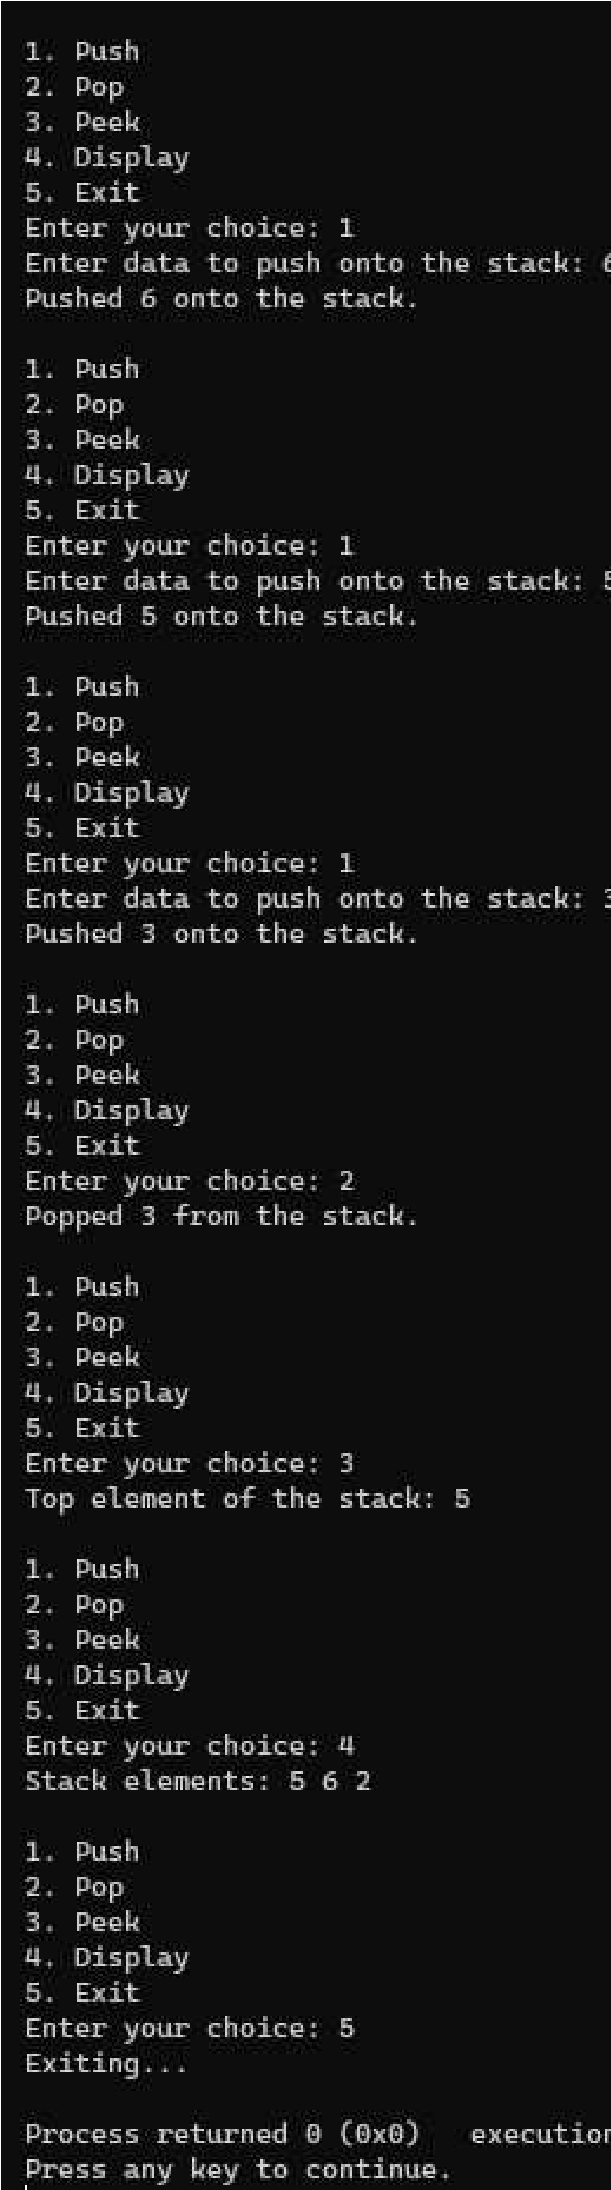 1. Push
2. Pop
3. Peek
4. Display
5. Exit
Enter your choice: 1
Enter data to push onto the stack: 6
Pushed 6 onto the stack.
1. Push
2. Pop
3. Peek
4. Display
5. Exit
Enter your choice: 1
Enter data to push onto the stack: 5
Pushed 5 onto the stack.
1. Push
2. Pop
3. Peek
4. Display
5. Exit
Enter your choice: 1
Enter data to push onto the stack: 3
Pushed 3 onto the stack.
1. Push
2. Pop
3. Peek
4. Display
5. Exit
Enter your choice: 2
Popped 3 from the stack.
1. Push
2. Pop
3. Peek
4. Display
5. Exit
Enter your choice: 3
Top element of the stack: 5
1. Push
2. Pop
3. Peek
4. Display
5. Exit
Enter your choice: 4
Stack elements: 5 6 2
1. Push
2. Pop
3. Peek
4. Display
5. Exit
Enter your choice: 5
Exiting...
Process returned 0 (0x0)   execution
Press any key to continue.